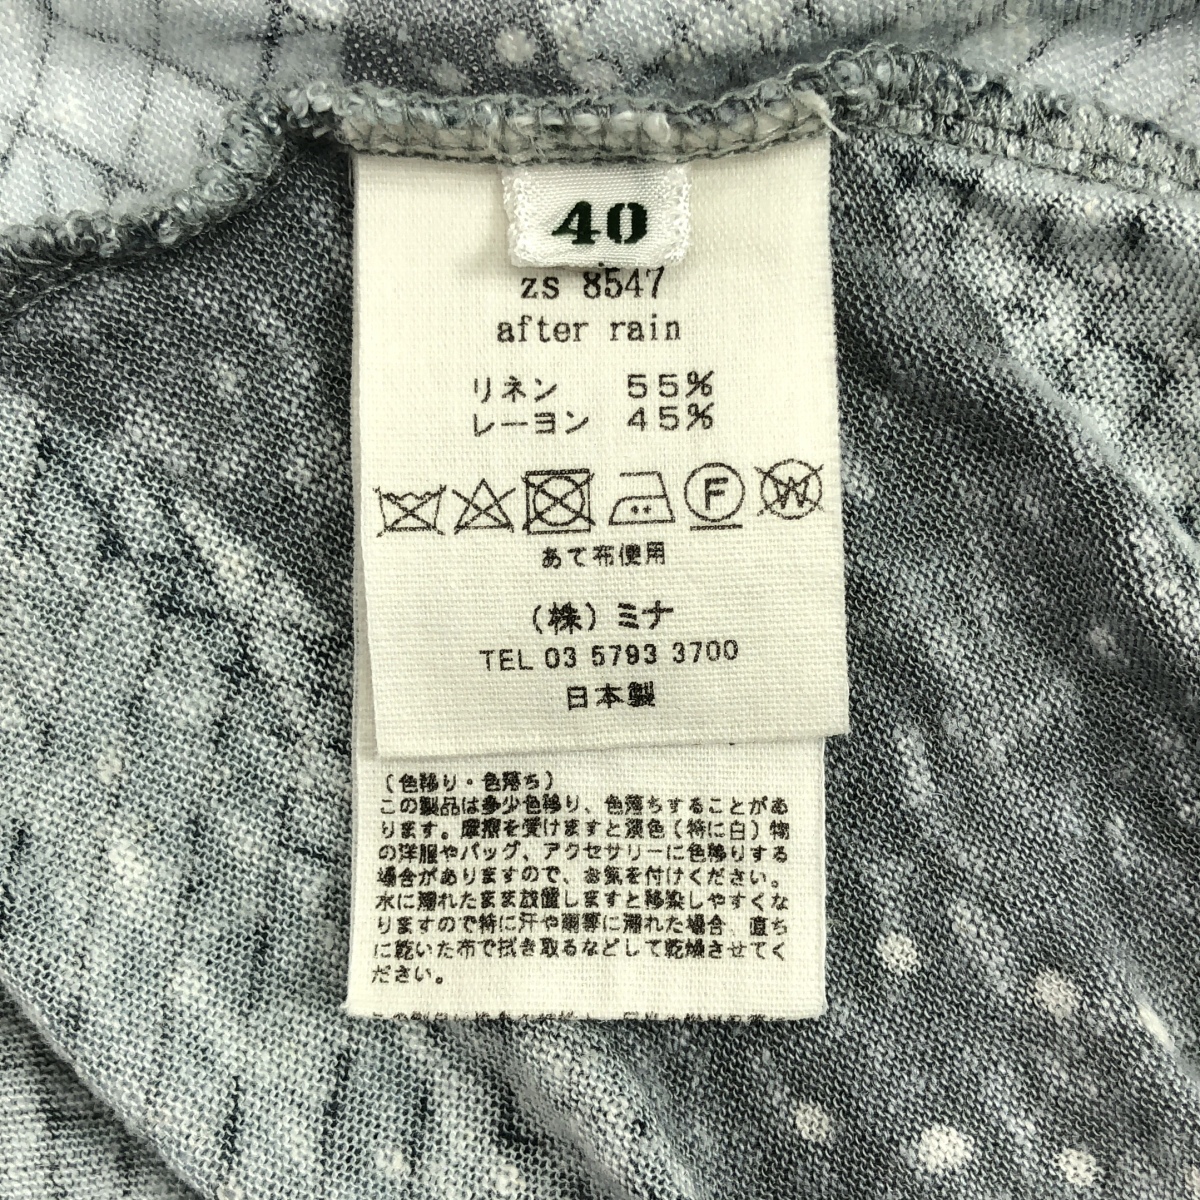 40
zs 8547
after rain
リネン 55%
レーヨン 45%
F W
あて布使用
(株)ミナ
TEL 03 5793 3700
日本製
(色移り・色落ち)
この製品は多少色移り、色落ちすることがあ
ります。摩擦を受けますと淡色(特に白)物
の洋服やバッグ、アクセサリーに色移りする
場合がありますので、お気を付けください。
水に濡れたまま放置しますと移染しやすくな
りますので特に汗や雨等に濡れた場合、直ち
に乾いた布で拭き取るなどして乾燥させてく
ださい。